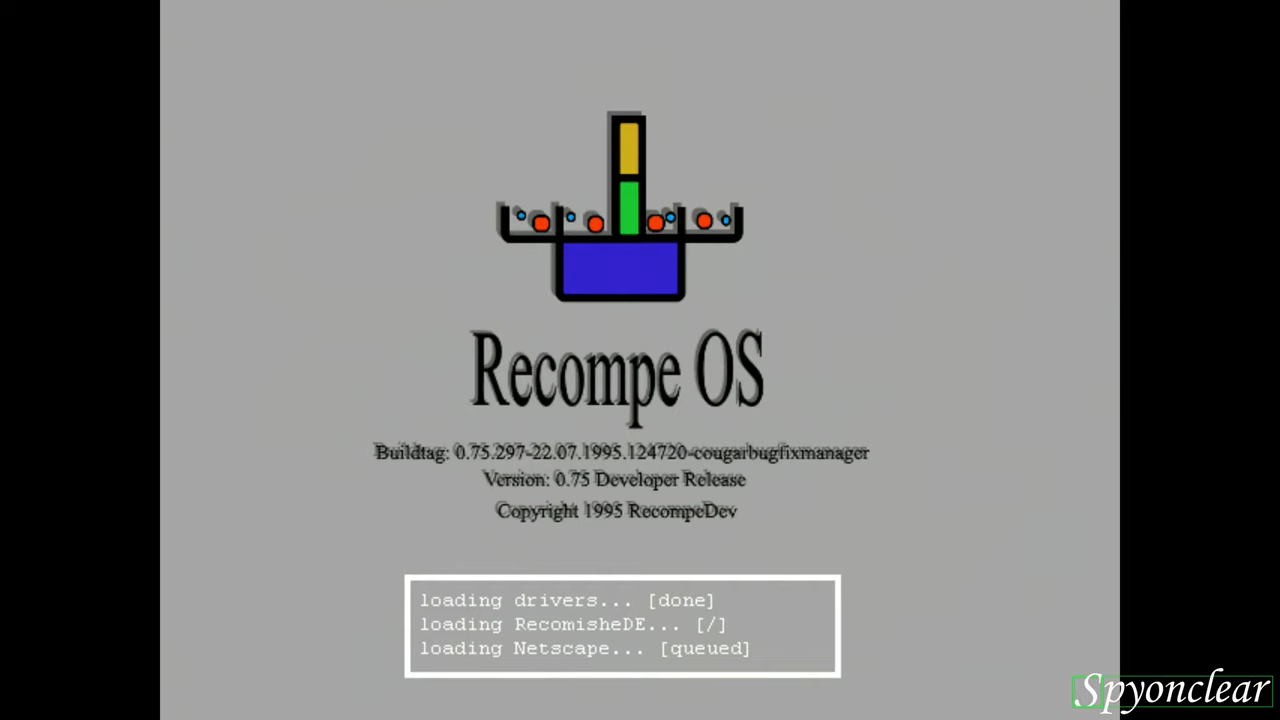 Recompe OS
Buildtag: 0.75.297-22.07.1995.124720-cougarbugfixmanager
Version: 0.75 Developer Release
Copyright 1995 RecompeDev
loading drivers... [done]
loading RecomisheDE... [/]
loading Netscape... [queued]
Spyonclear